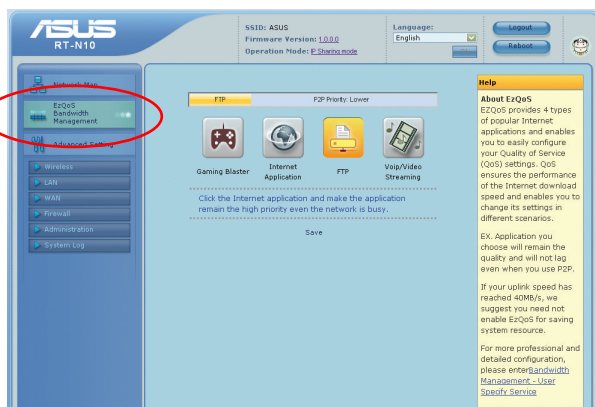 ASUS
RT-N10
SSID: ASUS
Firmware Version: 1.0.0.0
Operation Mode: IP Sharing mode
Language:
English
Logout
Reboot
Network Map
EzQoS
Bandwidth
Management
Advanced Setting
Wireless
LAN
WAN
Firewall
Administration
System Log
FTP P2P Priority: Lower
Gaming Blaster
Internet
Application
FTP
Voip/Video
Streaming
Click the Internet application and make the application
remain the high priority even the network is busy.
Save
Help
About EzQoS
EZQoS provides 4 types
of popular Internet
applications and enables
you to easily configure
your Quality of Service
(QoS) settings. QoS
ensures the performance
of the Internet download
speed and enables you to
change its settings in
different scenarios.
EX. Application you
choose will remain the
quality and will not lag
even when you use P2P.
If your uplink speed has
reached 40MB/s, we
suggest you need not
enable EzQoS for saving
system resource.
For more professional and
detailed configuration,
please enterBandwidth
Management - User
Specify Service